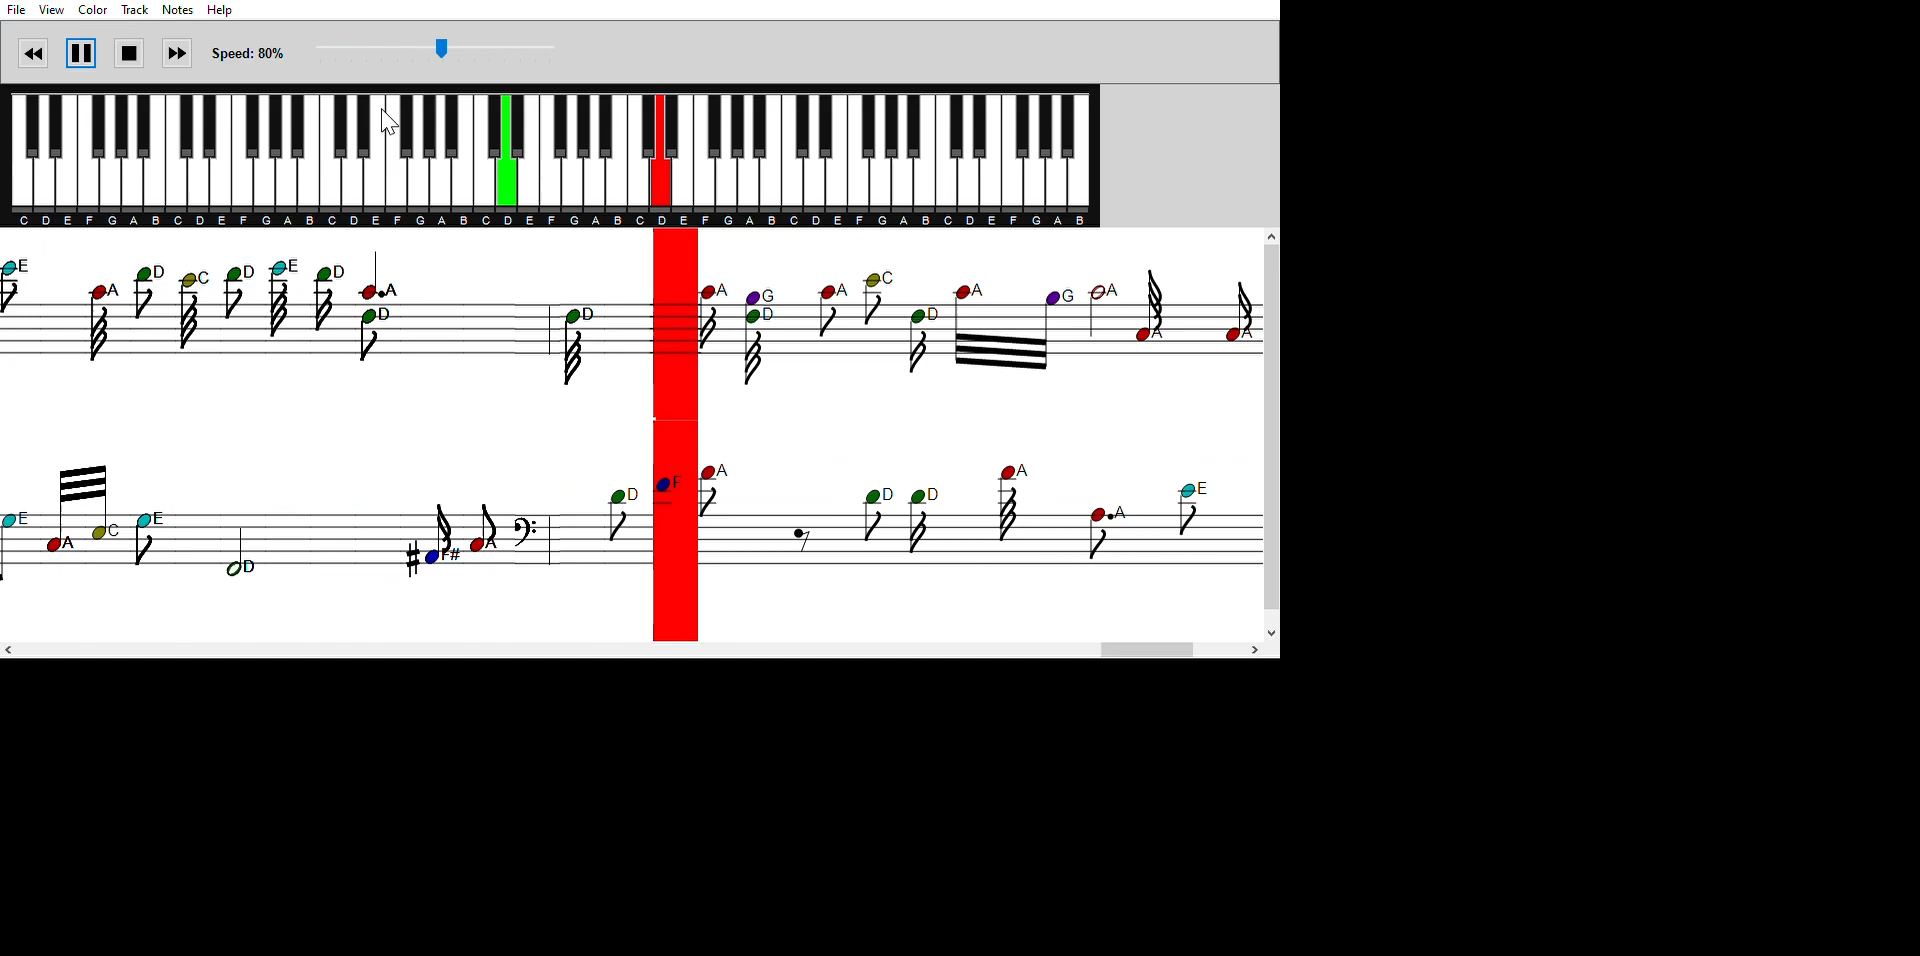 File View Color Track Notes Help
Speed: 80%
C D E F G A B C D E F G A B C D E F G A B C D E F G A B C D E F G A B C D E F G A B C D E F G A B
E A D C D E D A D D A G D A C D A G A A A
E A C E D F# A D F A D D A A E